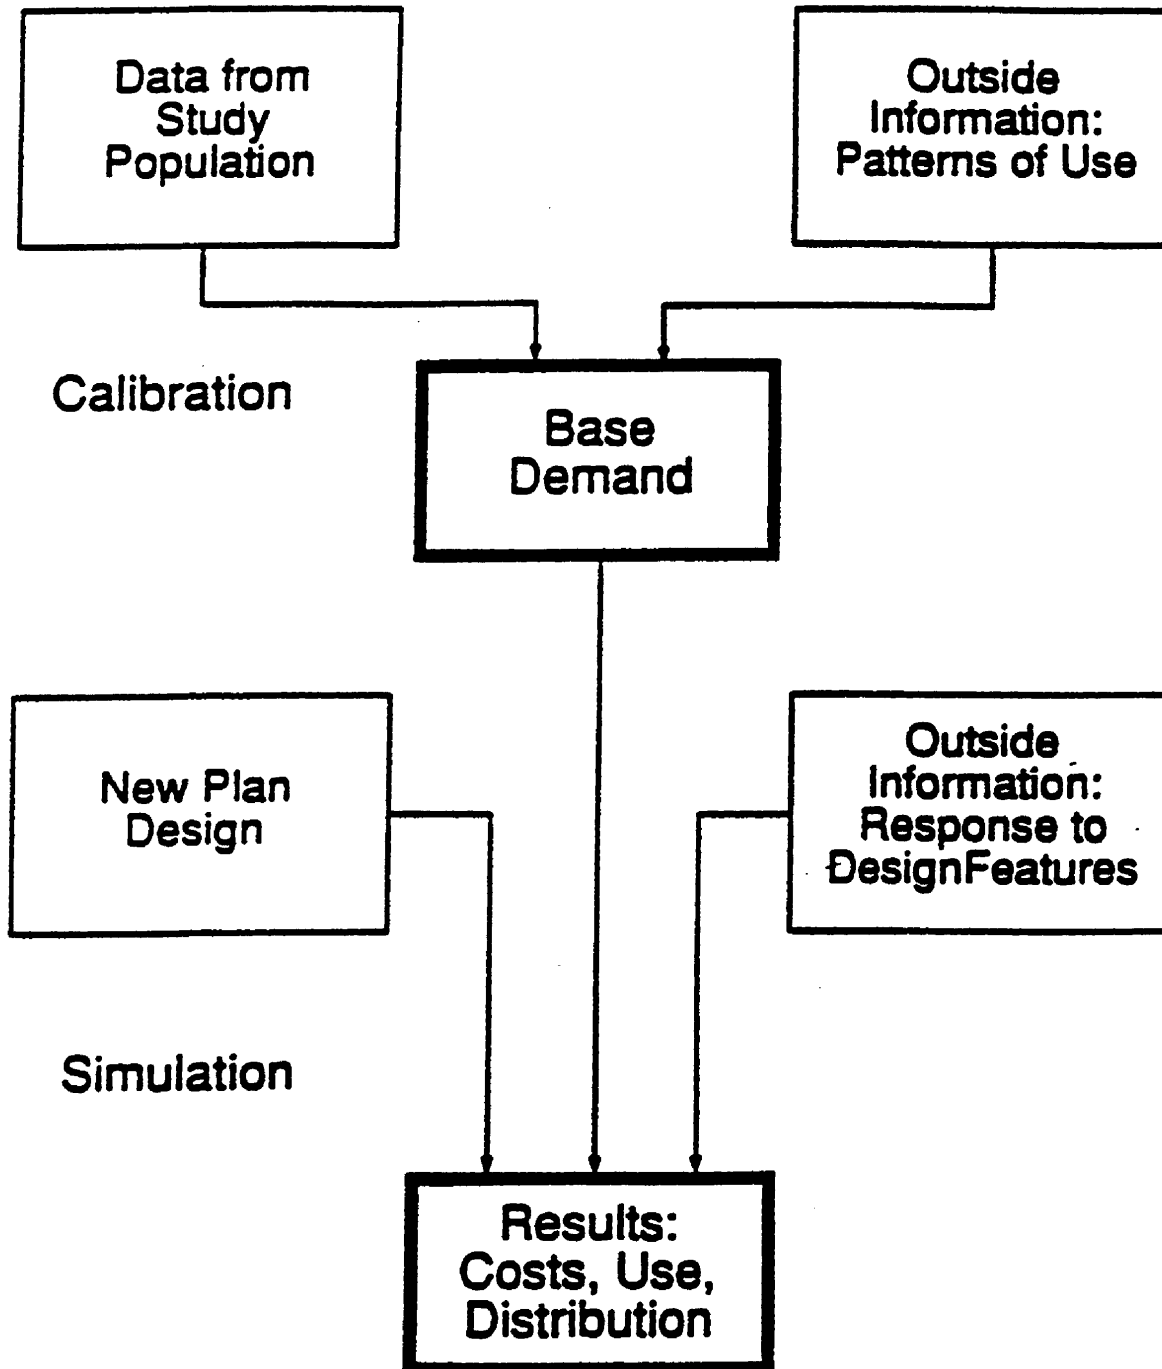 Data from
Study
Population
Outside
Information:
Patterns of Use
Calibration
Base
Demand
New Plan
Design
Outside
Information:
Response to
DesignFeatures
Simulation
Results:
Costs, Use,
Distribution